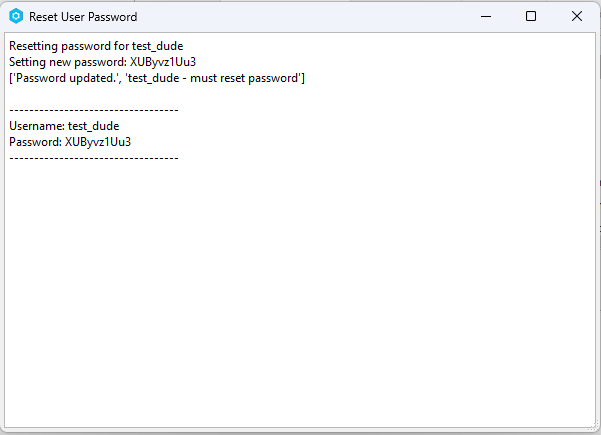 Reset User Password
Resetting password for test_dude
Setting new password: XUByvz1Uu3
['Password updated.', 'test_dude - must reset password']
----------------------------------
Username: test_dude
Password: XUByvz1Uu3
----------------------------------